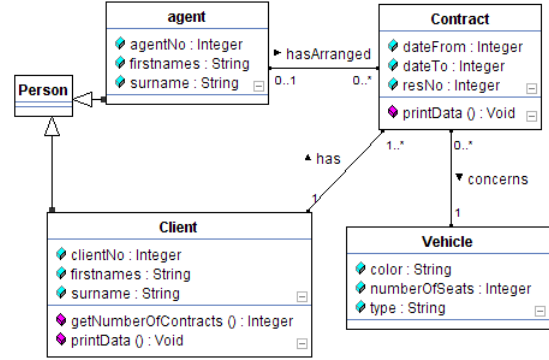 agent
agentNo : Integer
firstnames : String
surname : String
Person
hasArranged
0..1
0..*
Contract
dateFrom : Integer
dateTo : Integer
resNo : Integer
printData () : Void
1..*
0..*
has
1
concerns
1
Client
clientNo : Integer
firstnames : String
surname : String
getNumberOfContracts () : Integer
printData () : Void
Vehicle
color : String
numberOfSeats : Integer
type : String